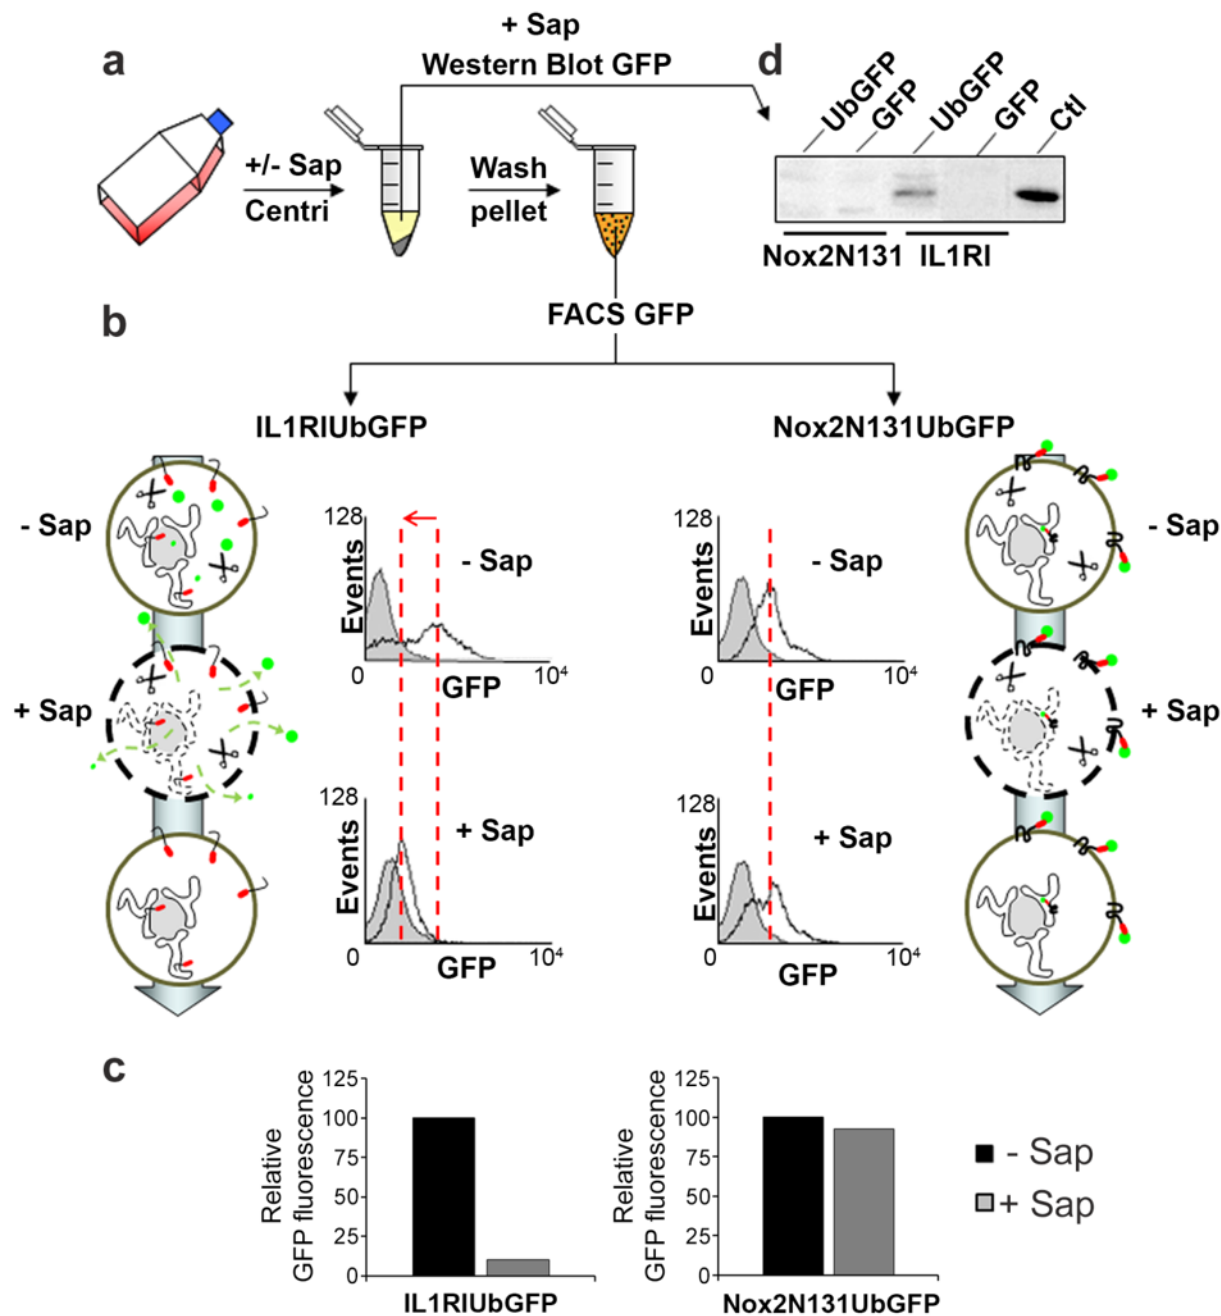 a
+ Sap
Western Blot GFP
d
+/- Sap
Centri
Wash
pellet
UbGFP
GFP
UbGFP
GFP
Ctl
Nox2N131
IL1RI
b
FACS GFP
IL1RIUbGFP
Nox2N131UbGFP
- Sap
128
Events
- Sap
0
GFP
10⁴
128
Events
- Sap
0
GFP
10⁴
- Sap
+ Sap
128
Events
+ Sap
0
GFP
10⁴
128
Events
+ Sap
0
GFP
10⁴
+ Sap
c
Relative
GFP fluorescence
125
100
75
50
25
0
IL1RIUbGFP
Relative
GFP fluorescence
125
100
75
50
25
0
Nox2N131UbGFP
- Sap
+ Sap